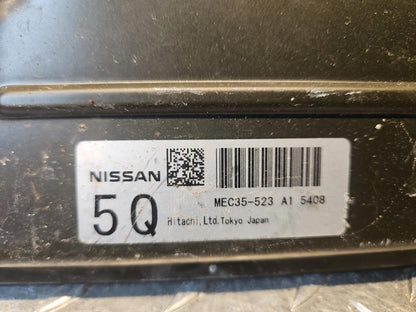 NISSAN
MEC35-523 A1 5408
5Q
Hitachi,Ltd.Tokyo Japan